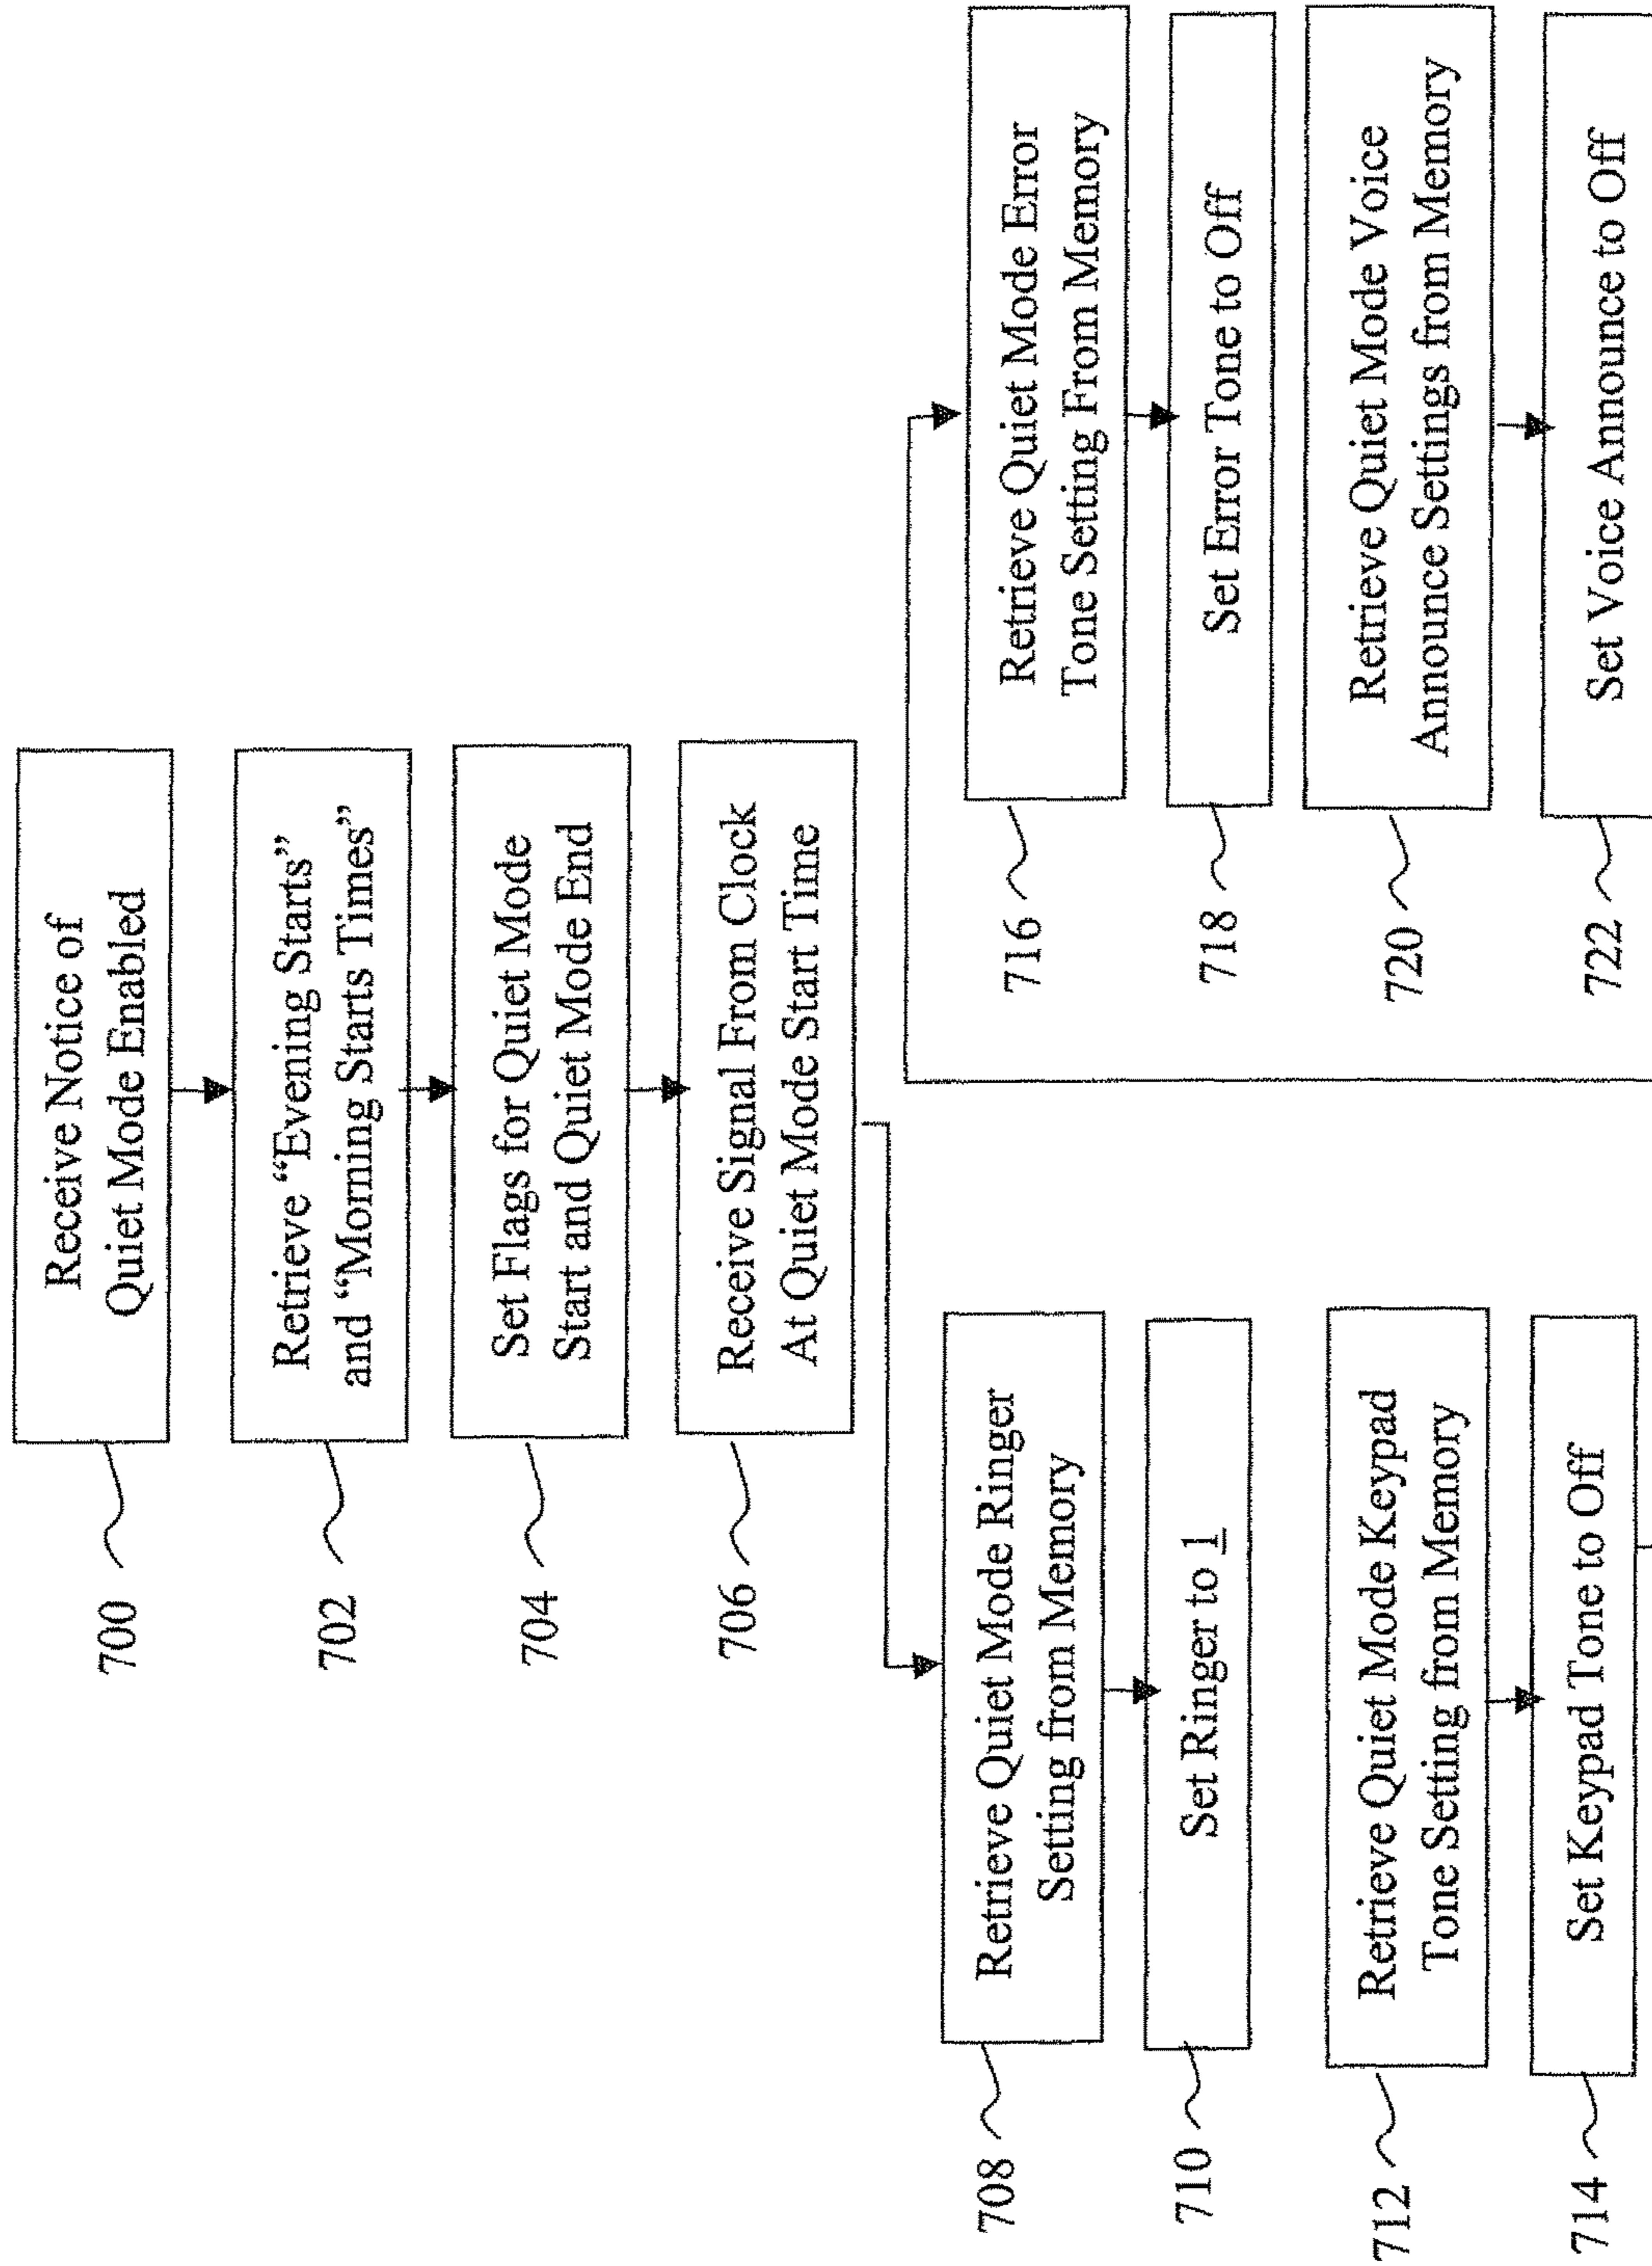 700
Receive Notice of
Quiet Mode Enabled
702
Retrieve “Evening Starts”
and “Morning Starts Times”
704
Set Flags for Quiet Mode
Start and Quiet Mode End
706
Receive Signal From Clock
At Quiet Mode Start Time
708
Retrieve Quiet Mode Ringer
Setting from Memory
710
Set Ringer to 1
712
Retrieve Quiet Mode Keypad
Tone Setting from Memory
714
Set Keypad Tone to Off
716
Retrieve Quiet Mode Error
Tone Setting From Memory
718
Set Error Tone to Off
720
Retrieve Quiet Mode Voice
Announce Settings from Memory
722
Set Voice Announce to Off